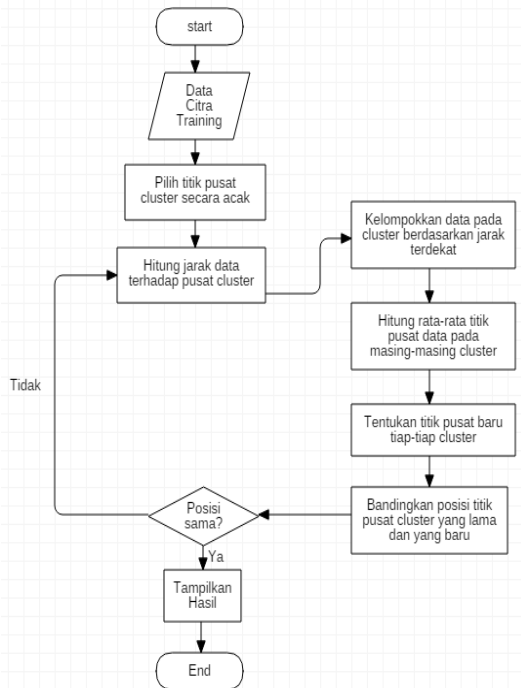 start
Data
Citra
Training
Pilih titik pusat
cluster secara acak
Hitung jarak data
terhadap pusat cluster
Kelompokkan data pada
cluster berdasarkan jarak
terdekat
Hitung rata-rata titik
pusat data pada
masing-masing cluster
Tentukan titik pusat baru
tiap-tiap cluster
Bandingkan posisi titik
pusat cluster yang lama
dan yang baru
Posisi
sama?
Tidak
Ya
Tampilkan
Hasil
End